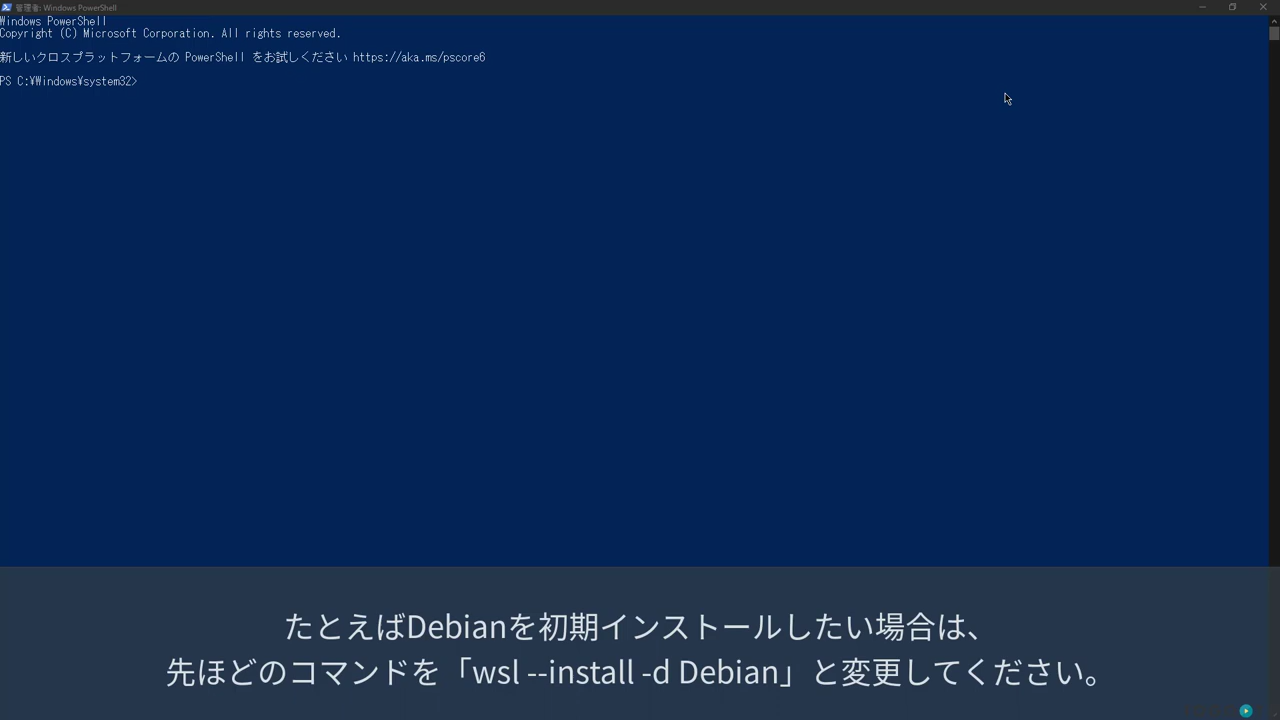 管理者: Windows PowerShell
Windows PowerShell
Copyright (C) Microsoft Corporation. All rights reserved.
新しいクロスプラットフォームの PowerShell をお試しください https://aka.ms/pscore6
PS C:¥Windows¥system32>
たとえばDebianを初期インストールしたい場合は、
先ほどのコマンドを「wsl --install -d Debian」と変更してください。